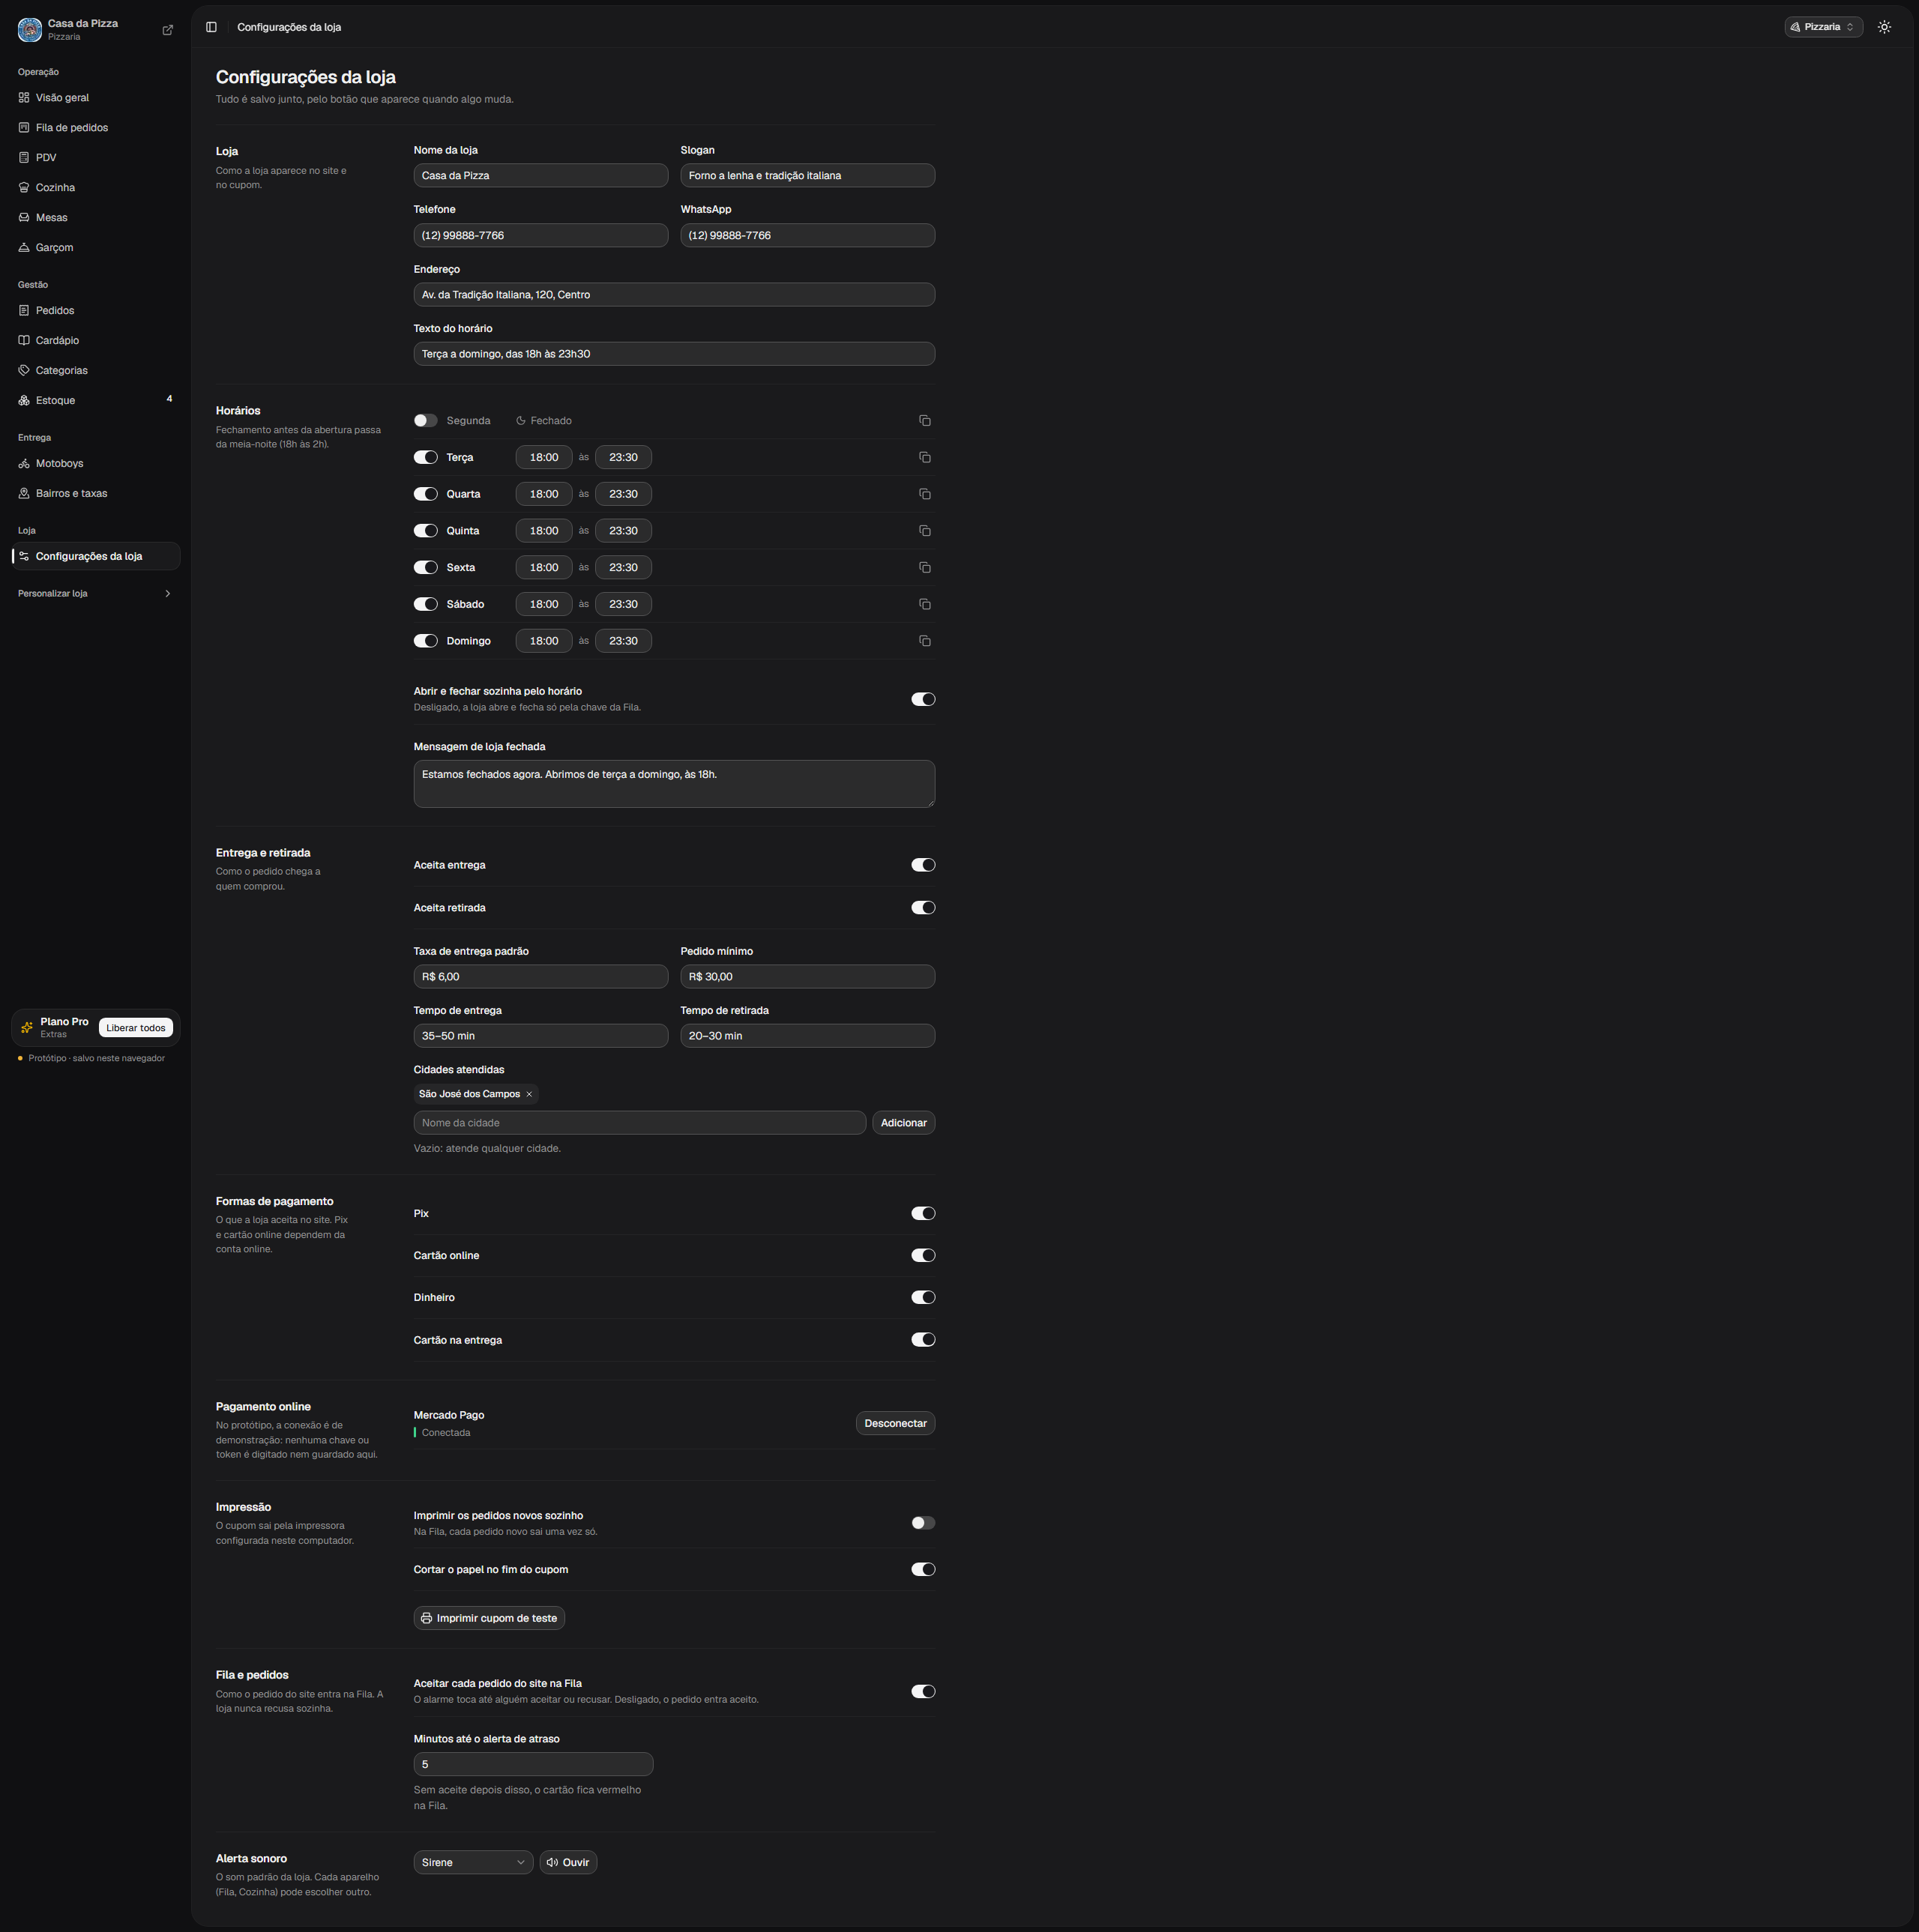 Casa da Pizza
Pizzaria
Operação
Visão geral
Fila de pedidos
PDV
Cozinha
Mesas
Garçom
Gestão
Pedidos
Cardápio
Categorias
Estoque 4
Entrega
Motoboys
Bairros e taxas
Loja
Configurações da loja
Personalizar loja
Plano Pro
Extras
Liberar todos
Protótipo · salvo neste navegador
Configurações da loja
Pizzaria
Configurações da loja
Tudo é salvo junto, pelo botão que aparece quando algo muda.
Loja
Como a loja aparece no site e
no cupom.
Nome da loja
Casa da Pizza
Slogan
Forno a lenha e tradição italiana
Telefone
(12) 99888-7766
WhatsApp
(12) 99888-7766
Endereço
Av. da Tradição Italiana, 120, Centro
Texto do horário
Terça a domingo, das 18h às 23h30
Horários
Fechamento antes da abertura passa
da meia-noite (18h às 2h).
Segunda Fechado
Terça 18:00 às 23:30
Quarta 18:00 às 23:30
Quinta 18:00 às 23:30
Sexta 18:00 às 23:30
Sábado 18:00 às 23:30
Domingo 18:00 às 23:30
Abrir e fechar sozinha pelo horário
Desligado, a loja abre e fecha só pela chave da Fila.
Mensagem de loja fechada
Estamos fechados agora. Abrimos de terça a domingo, às 18h.
Entrega e retirada
Como o pedido chega a
quem comprou.
Aceita entrega
Aceita retirada
Taxa de entrega padrão
R$ 6,00
Pedido mínimo
R$ 30,00
Tempo de entrega
35–50 min
Tempo de retirada
20–30 min
Cidades atendidas
São José dos Campos ×
Nome da cidade
Adicionar
Vazio: atende qualquer cidade.
Formas de pagamento
O que a loja aceita no site. Pix
e cartão online dependem da
conta online.
Pix
Cartão online
Dinheiro
Cartão na entrega
Pagamento online
No protótipo, a conexão é de
demonstração: nenhuma chave ou
token é digitado nem guardado aqui.
Mercado Pago
Conectada
Desconectar
Impressão
O cupom sai pela impressora
configurada neste computador.
Imprimir os pedidos novos sozinho
Na Fila, cada pedido novo sai uma vez só.
Cortar o papel no fim do cupom
Imprimir cupom de teste
Fila e pedidos
Como o pedido do site entra na Fila. A
loja nunca recusa sozinha.
Aceitar cada pedido do site na Fila
O alarme toca até alguém aceitar ou recusar. Desligado, o pedido entra aceito.
Minutos até o alerta de atraso
5
Sem aceite depois disso, o cartão fica vermelho
na Fila.
Alerta sonoro
O som padrão da loja. Cada aparelho
(Fila, Cozinha) pode escolher outro.
Sirene
Ouvir